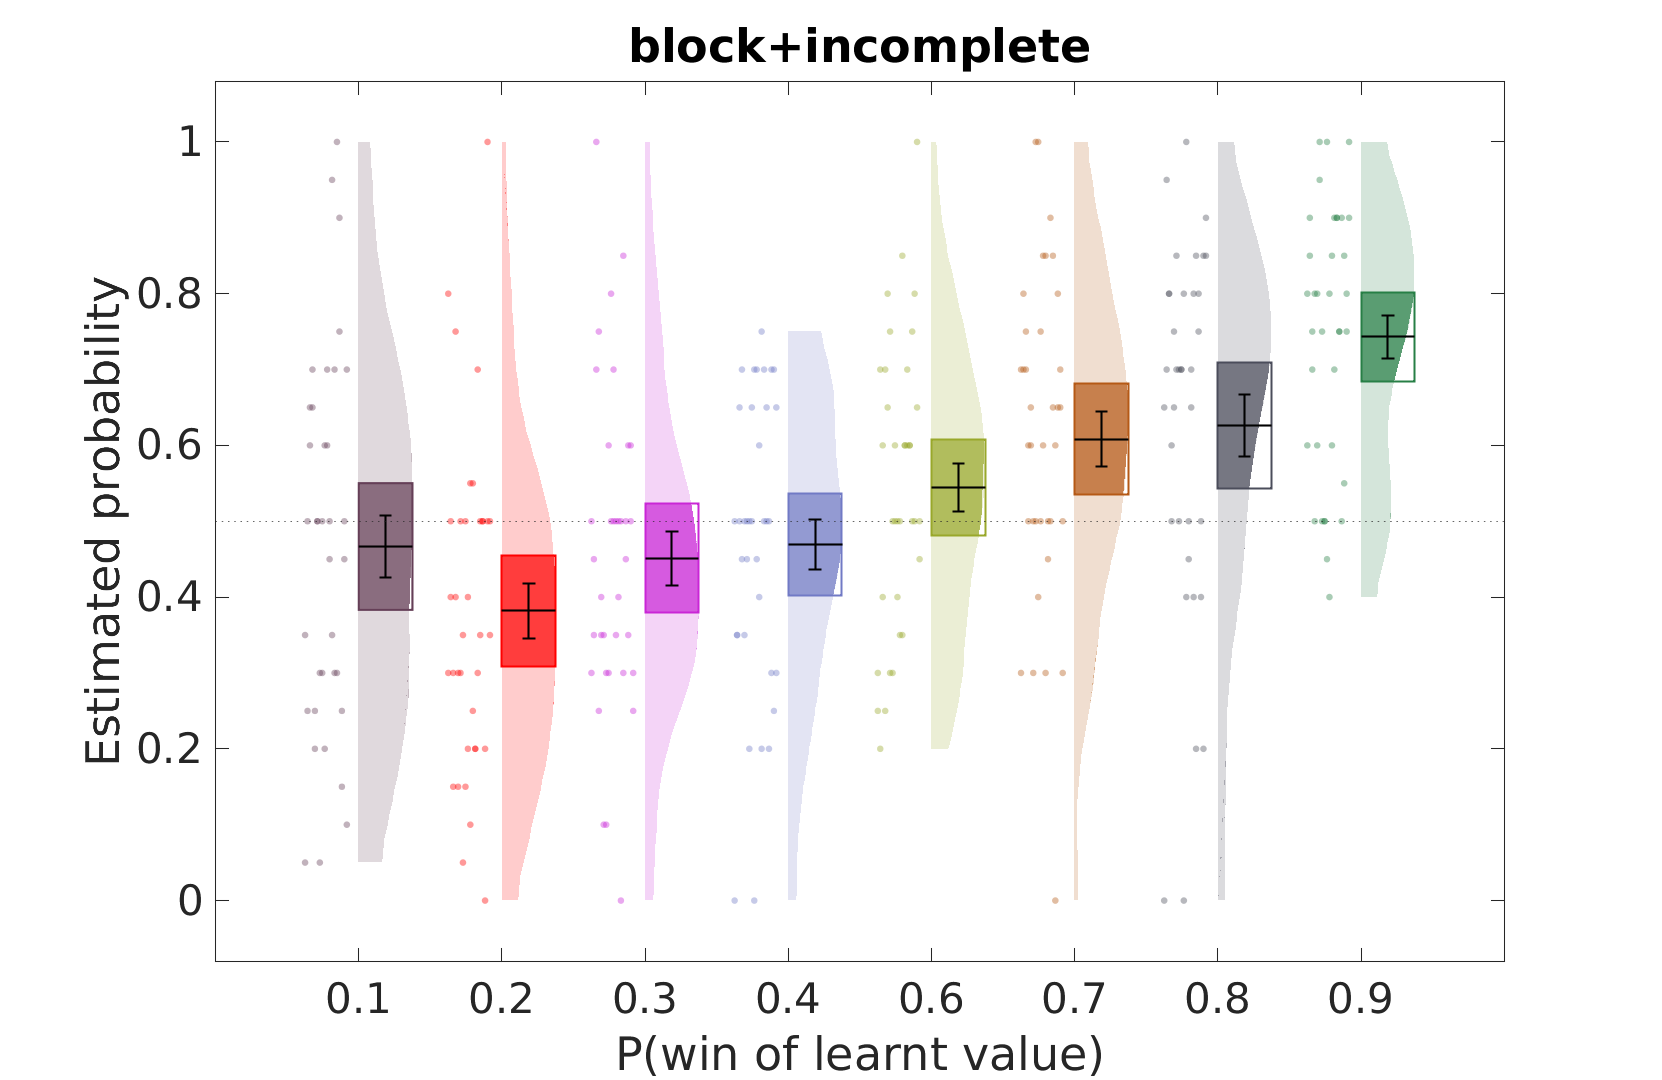 block+incomplete
Estimated probability
1
0.8
0.6
0.4
0.2
0
0.1 0.2 0.3 0.4 0.6 0.7 0.8 0.9
P(win of learnt value)